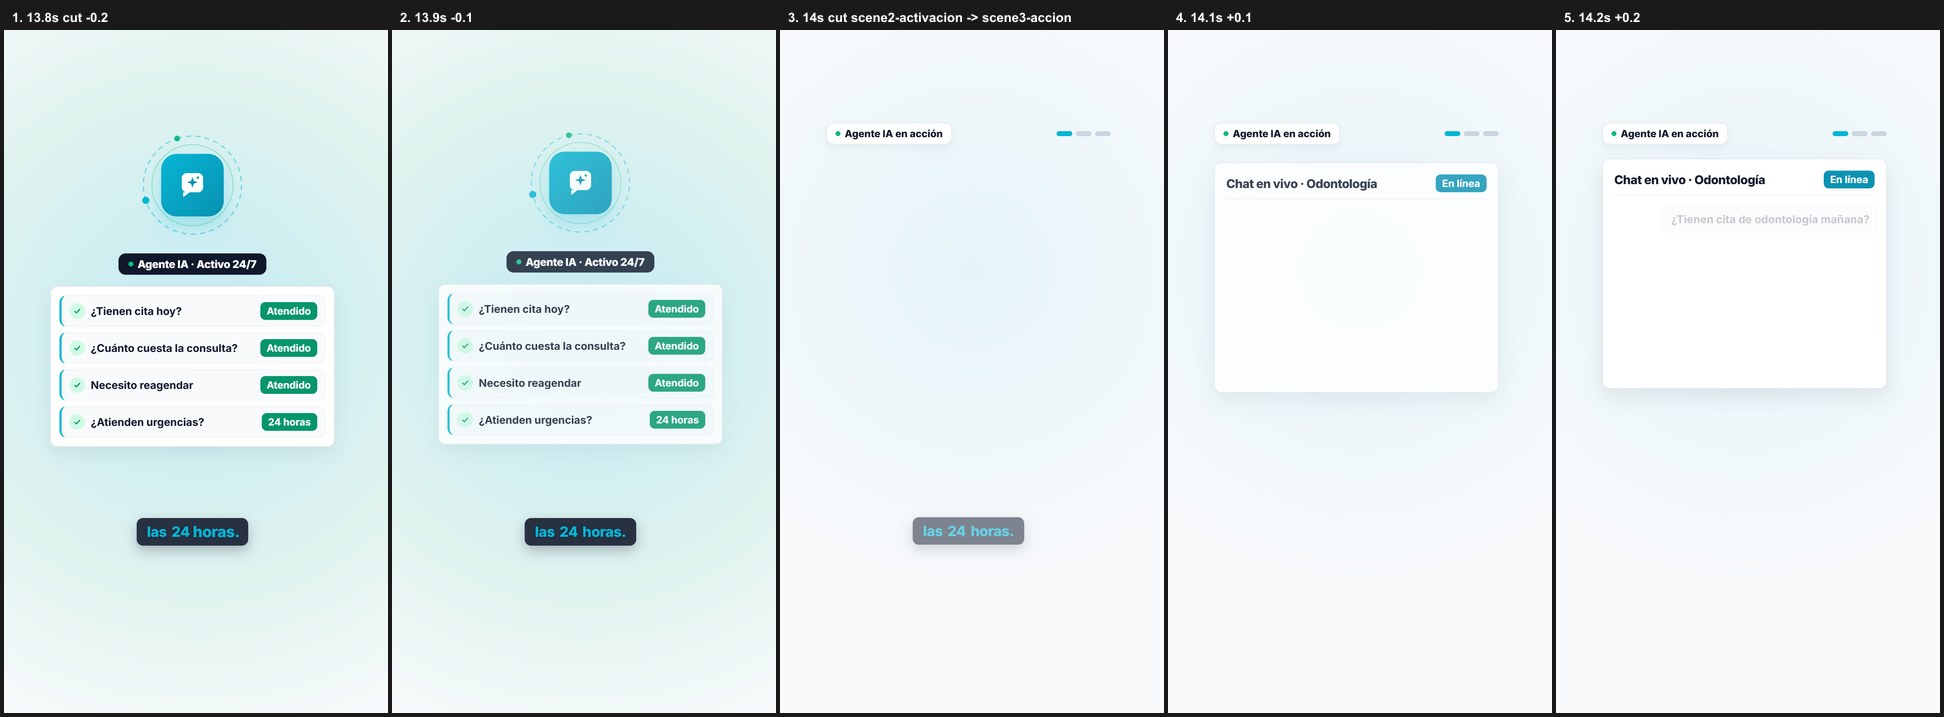 1. 13.8s cut -0.2
Agente IA · Activo 24/7
¿Tienen cita hoy?
Atendido
¿Cuánto cuesta la consulta?
Atendido
Necesito reagendar
Atendido
¿Atienden urgencias?
24 horas
las 24 horas.
2. 13.9s -0.1
Agente IA · Activo 24/7
¿Tienen cita hoy?
Atendido
¿Cuánto cuesta la consulta?
Atendido
Necesito reagendar
Atendido
¿Atienden urgencias?
24 horas
las 24 horas.
3. 14s cut scene2-activacion -> scene3-accion
Agente IA en acción
las 24 horas.
4. 14.1s +0.1
Agente IA en acción
Chat en vivo · Odontología
En línea
5. 14.2s +0.2
Agente IA en acción
Chat en vivo · Odontología
En línea
¿Tienen cita de odontología mañana?